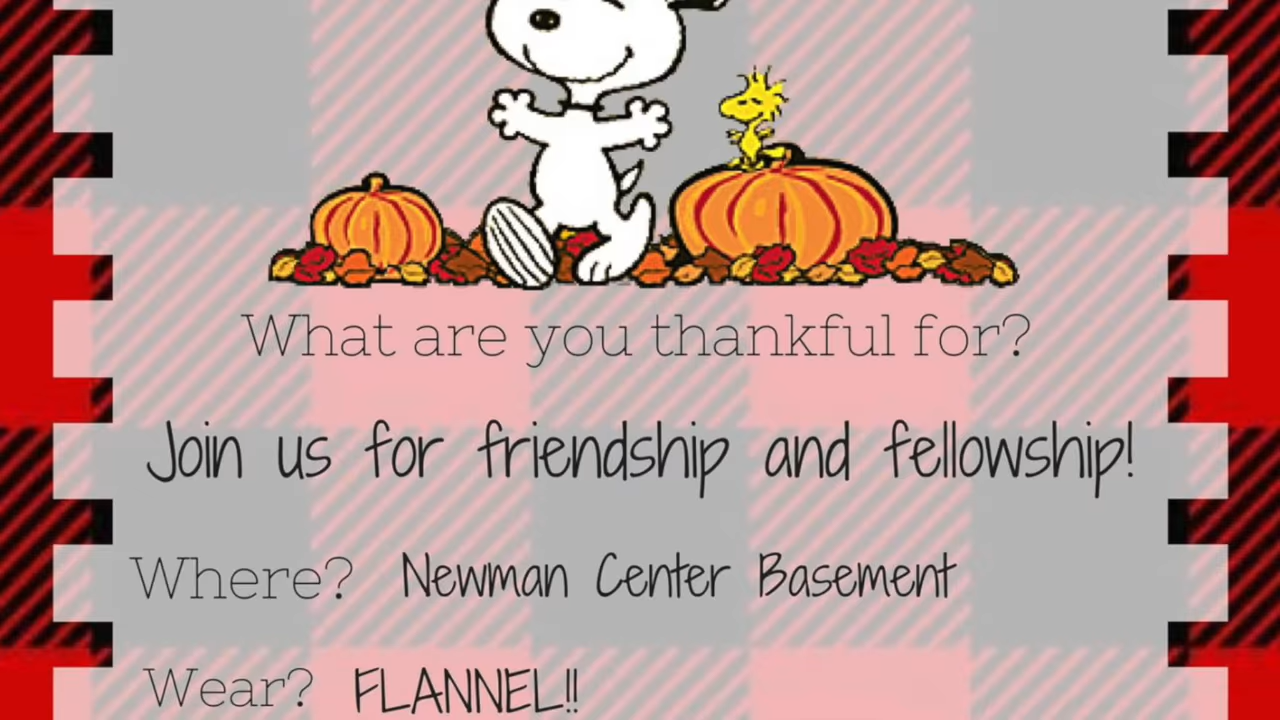 What are you thankful for?
Join us for friendship and fellowship!
Where? Newman Center Basement
Wear? FLANNEL!!